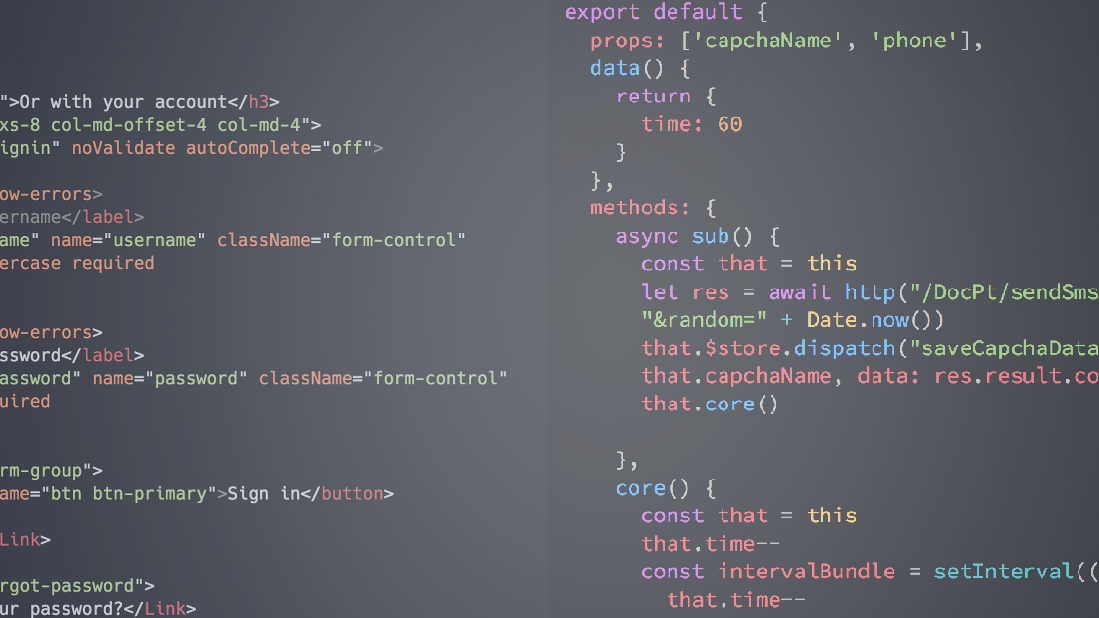 ">Or with your account</h3>
xs-8 col-md-offset-4 col-md-4">
ignin" noValidate autoComplete="off">
ow-errors>
ername</label>
ame" name="username" className="form-control"
ercase required
ow-errors>
ssword</label>
assword" name="password" className="form-control"
uired
rm-group">
ame="btn btn-primary">Sign in</button>
Link>
rgot-password">
ur password?</Link>
export default {
props: ['capchaName', 'phone'],
data() {
return {
time: 60
}
},
methods: {
async sub() {
const that = this
let res = await http("/DocPt/sendSms
"&random=" + Date.now())
that.$store.dispatch("saveCapchaData
that.capchaName, data: res.result.co
that.core()
},
core() {
const that = this
that.time--
const intervalBundle = setInterval((
that.time--